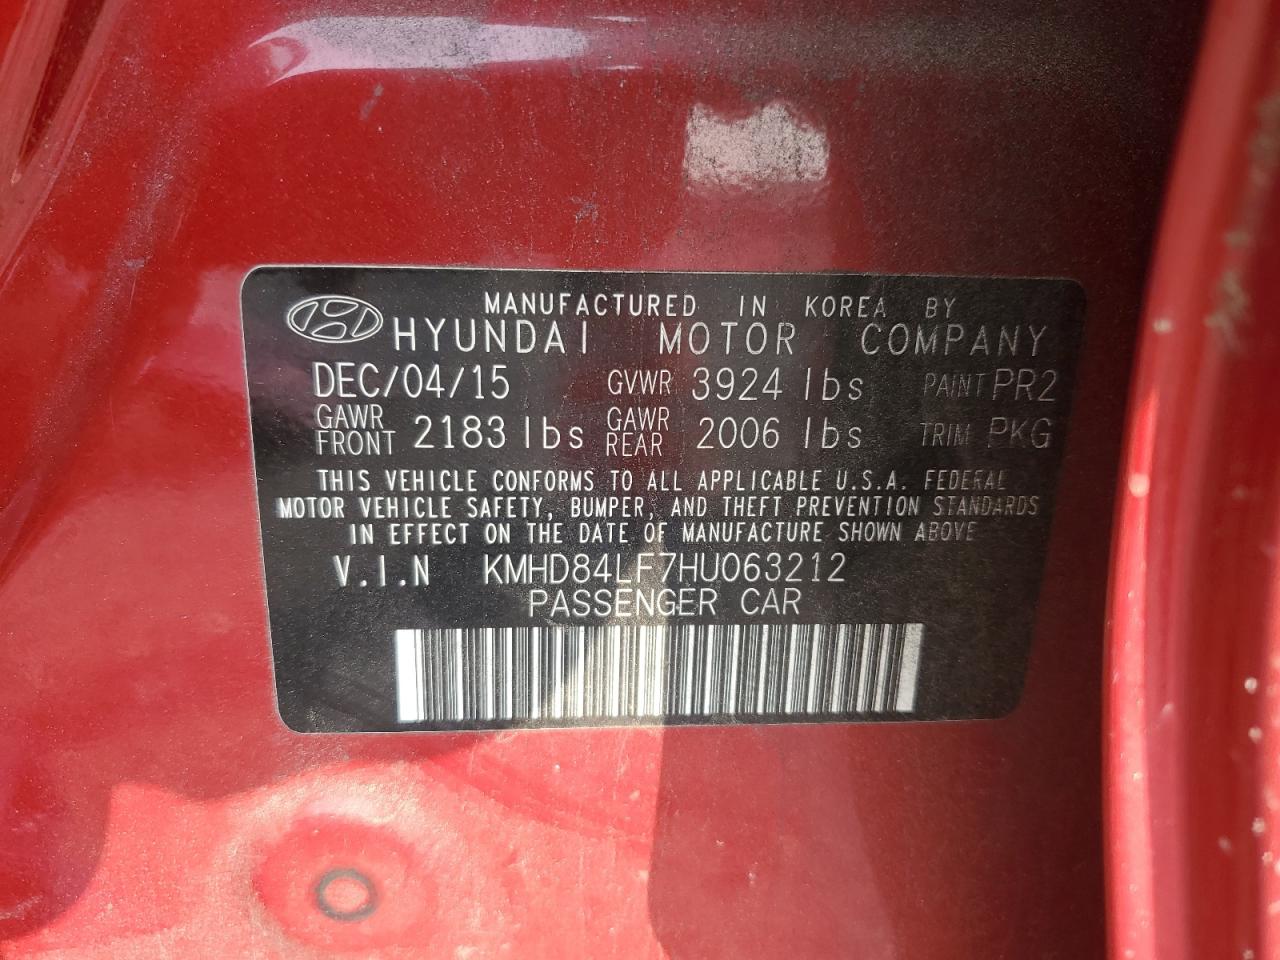 MANUFACTURED IN KOREA BY
HYUNDAI MOTOR COMPANY
DEC/04/15 GVWR 3924 lbs PAINT PR2
GAWR FRONT 2183 lbs GAWR REAR 2006 lbs TRIM PKG
THIS VEHICLE CONFORMS TO ALL APPLICABLE U.S.A. FEDERAL
MOTOR VEHICLE SAFETY, BUMPER, AND THEFT PREVENTION STANDARDS
IN EFFECT ON THE DATE OF MANUFACTURE SHOWN ABOVE
V.I.N KMHD84LF7HU063212
PASSENGER CAR